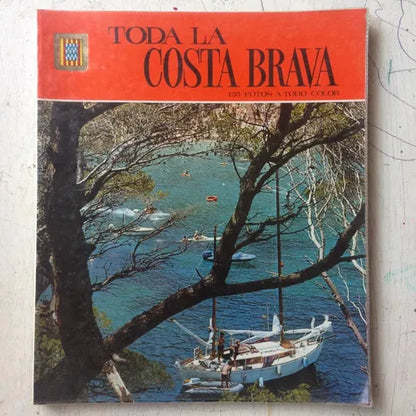 TODA LA
COSTA BRAVA
135 FOTOS A TODO COLOR